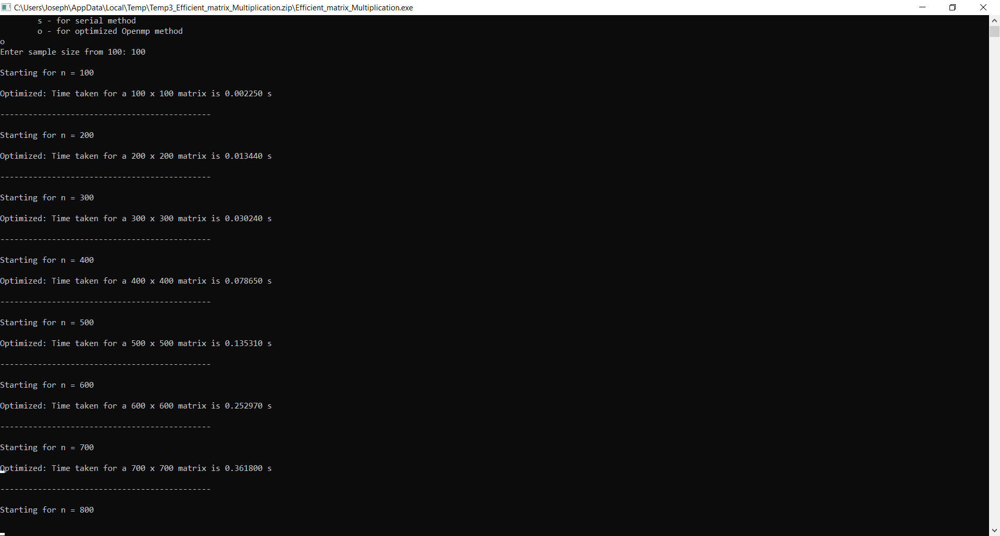 C:\Users\Joseph\AppData\Local\Temp\Temp3_Efficient_matrix_Multiplication.zip\Efficient_matrix_Multiplication.exe
s - for serial method
o - for optimized Openmp method
o
Enter sample size from 100: 100
Starting for n = 100
Optimized: Time taken for a 100 x 100 matrix is 0.002250 s
---------------------------------------------
Starting for n = 200
Optimized: Time taken for a 200 x 200 matrix is 0.013440 s
---------------------------------------------
Starting for n = 300
Optimized: Time taken for a 300 x 300 matrix is 0.030240 s
---------------------------------------------
Starting for n = 400
Optimized: Time taken for a 400 x 400 matrix is 0.078650 s
---------------------------------------------
Starting for n = 500
Optimized: Time taken for a 500 x 500 matrix is 0.135310 s
---------------------------------------------
Starting for n = 600
Optimized: Time taken for a 600 x 600 matrix is 0.252970 s
---------------------------------------------
Starting for n = 700
Optimized: Time taken for a 700 x 700 matrix is 0.361800 s
---------------------------------------------
Starting for n = 800